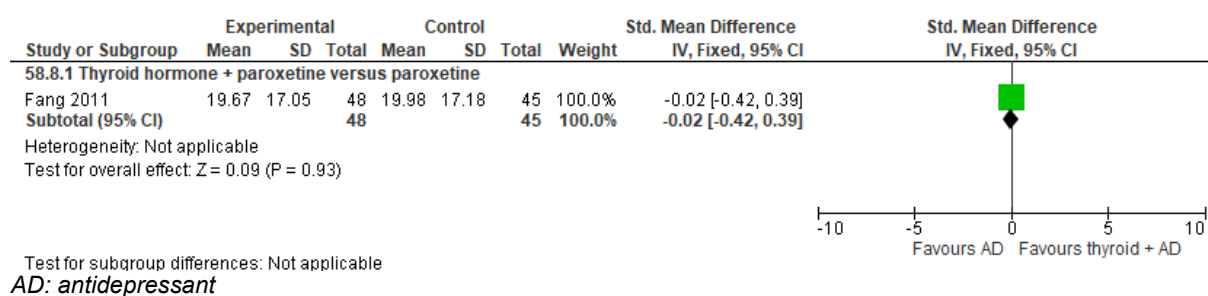 Experimental Control Std. Mean Difference Std. Mean Difference
Study or Subgroup Mean SD Total Mean SD Total Weight IV, Fixed, 95% CI IV, Fixed, 95% CI
58.8.1 Thyroid hormone + paroxetine versus paroxetine
Fang 2011 19.67 17.05 48 19.98 17.18 45 100.0% -0.02 [-0.42, 0.39]
Subtotal (95% CI) 48 45 100.0% -0.02 [-0.42, 0.39]
Heterogeneity: Not applicable
Test for overall effect: Z = 0.09 (P = 0.93)
-10 -5 0 5 10
Favours AD Favours thyroid + AD
Test for subgroup differences: Not applicable
AD: antidepressant